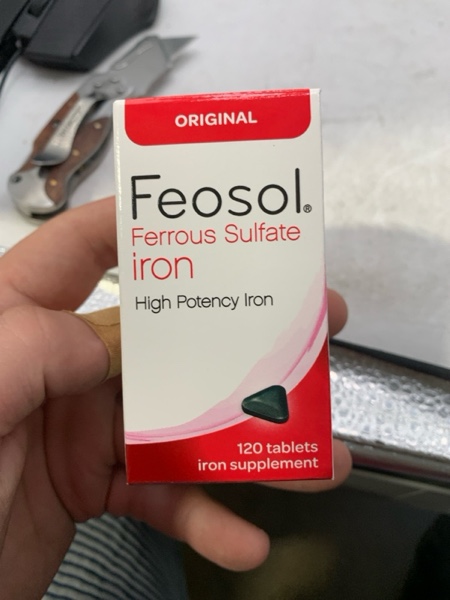 ORIGINAL
Feosol®
Ferrous Sulfate
iron
High Potency Iron
120 tablets
iron supplement